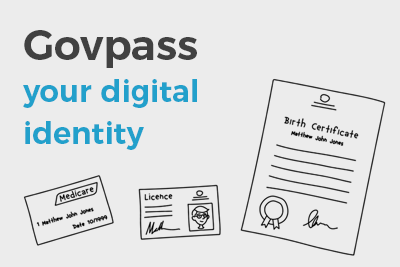 Govpass
your digital
identity
Birth Certificate
Matthew John Jones
Medicare
1 Matthew John Jones
Date 10/1999
Licence